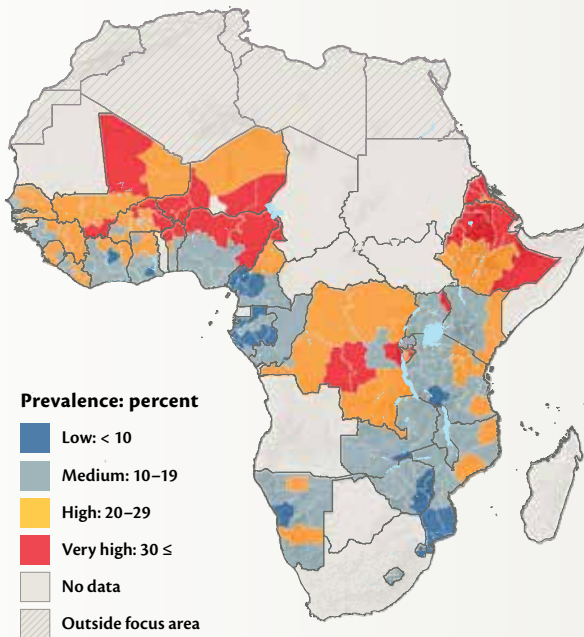 Prevalence: percent
Low: < 10
Medium: 10–19
High: 20–29
Very high: 30 ≤
No data
Outside focus area